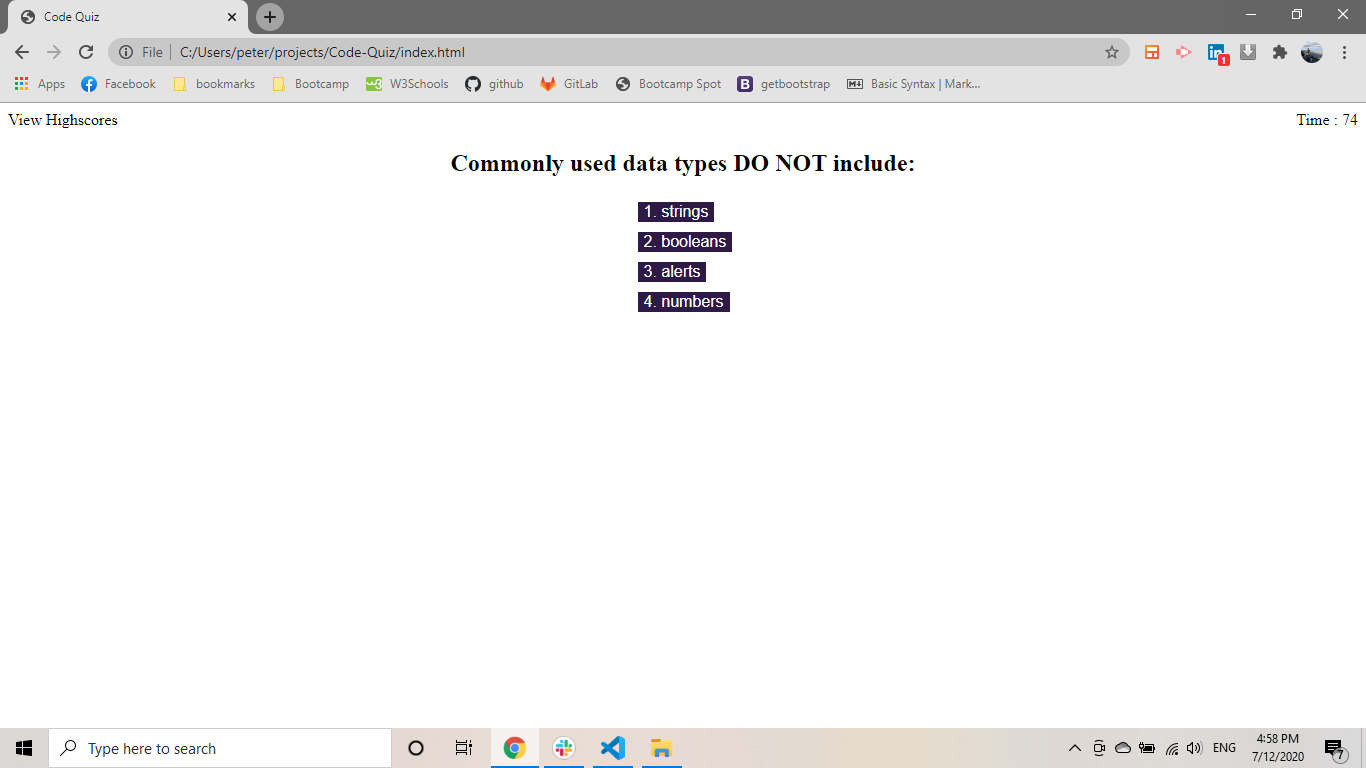 Code Quiz
File C:/Users/peter/projects/Code-Quiz/index.html
1
Apps Facebook bookmarks Bootcamp W3Schools github GitLab Bootcamp Spot getbootstrap Basic Syntax | Mark...
View Highscores Time : 74
Commonly used data types DO NOT include:
1. strings
2. booleans
3. alerts
4. numbers
Type here to search ENG 4:58 PM
7/12/2020 7